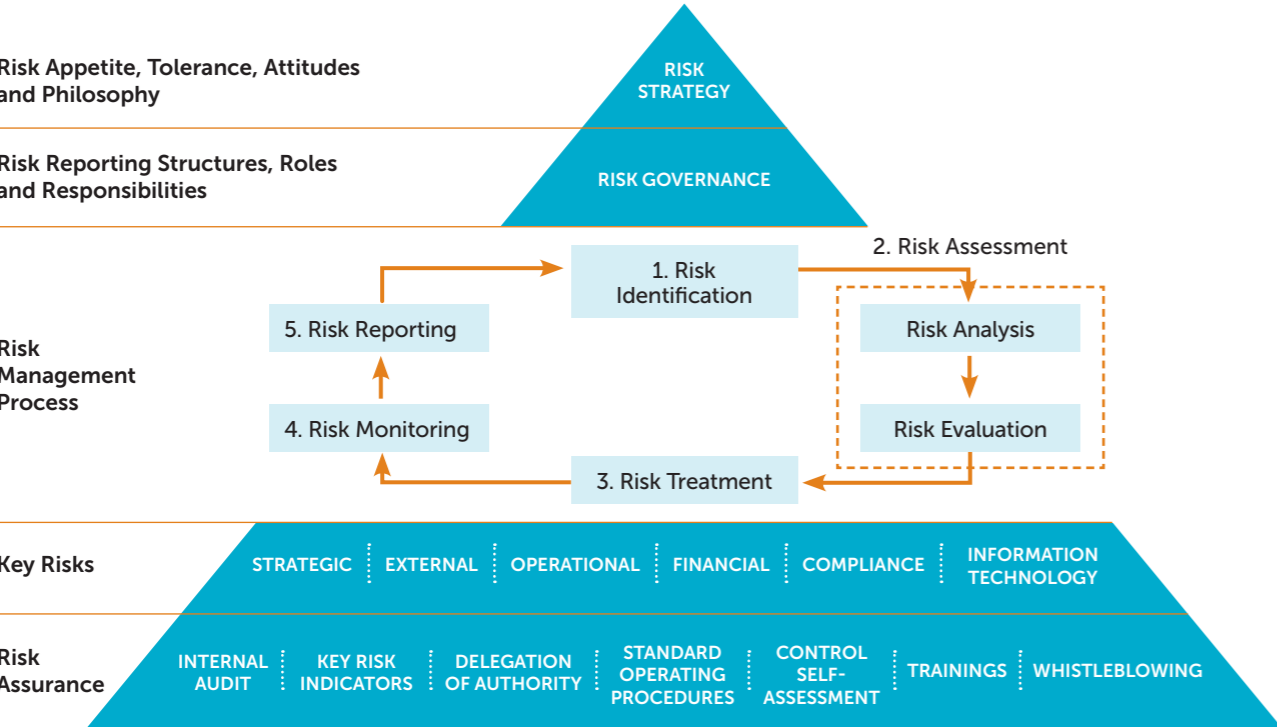 Risk Appetite, Tolerance, Attitudes
and Philosophy
RISK
STRATEGY
Risk Reporting Structures, Roles
and Responsibilities
RISK GOVERNANCE
Risk
Management
Process
1. Risk
Identification
2. Risk Assessment
Risk Analysis
Risk Evaluation
3. Risk Treatment
4. Risk Monitoring
5. Risk Reporting
Key Risks
STRATEGIC
EXTERNAL
OPERATIONAL
FINANCIAL
COMPLIANCE
INFORMATION
TECHNOLOGY
Risk
Assurance
INTERNAL
AUDIT
KEY RISK
INDICATORS
DELEGATION
OF AUTHORITY
STANDARD
OPERATING
PROCEDURES
CONTROL
SELF-
ASSESSMENT
TRAININGS
WHISTLEBLOWING